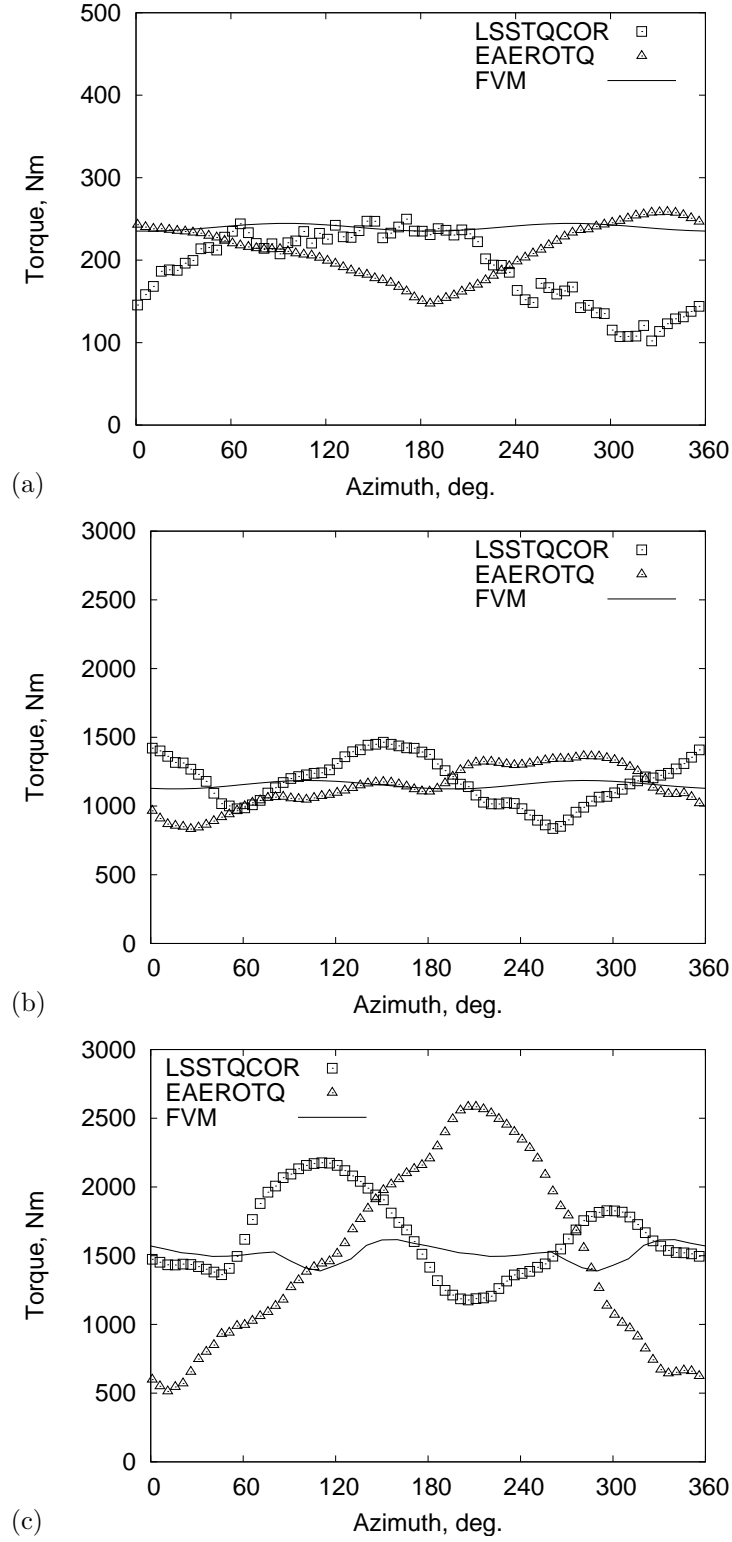 500
400
300
200
100
0
Torque, Nm
LSSTQCOR
EAEROTQ
FVM
0 60 120 180 240 300 360
Azimuth, deg.
(a)
3000
2500
2000
1500
1000
500
0
Torque, Nm
LSSTQCOR
EAEROTQ
FVM
0 60 120 180 240 300 360
Azimuth, deg.
(b)
3000
2500
2000
1500
1000
500
0
Torque, Nm
LSSTQCOR
EAEROTQ
FVM
0 60 120 180 240 300 360
Azimuth, deg.
(c)